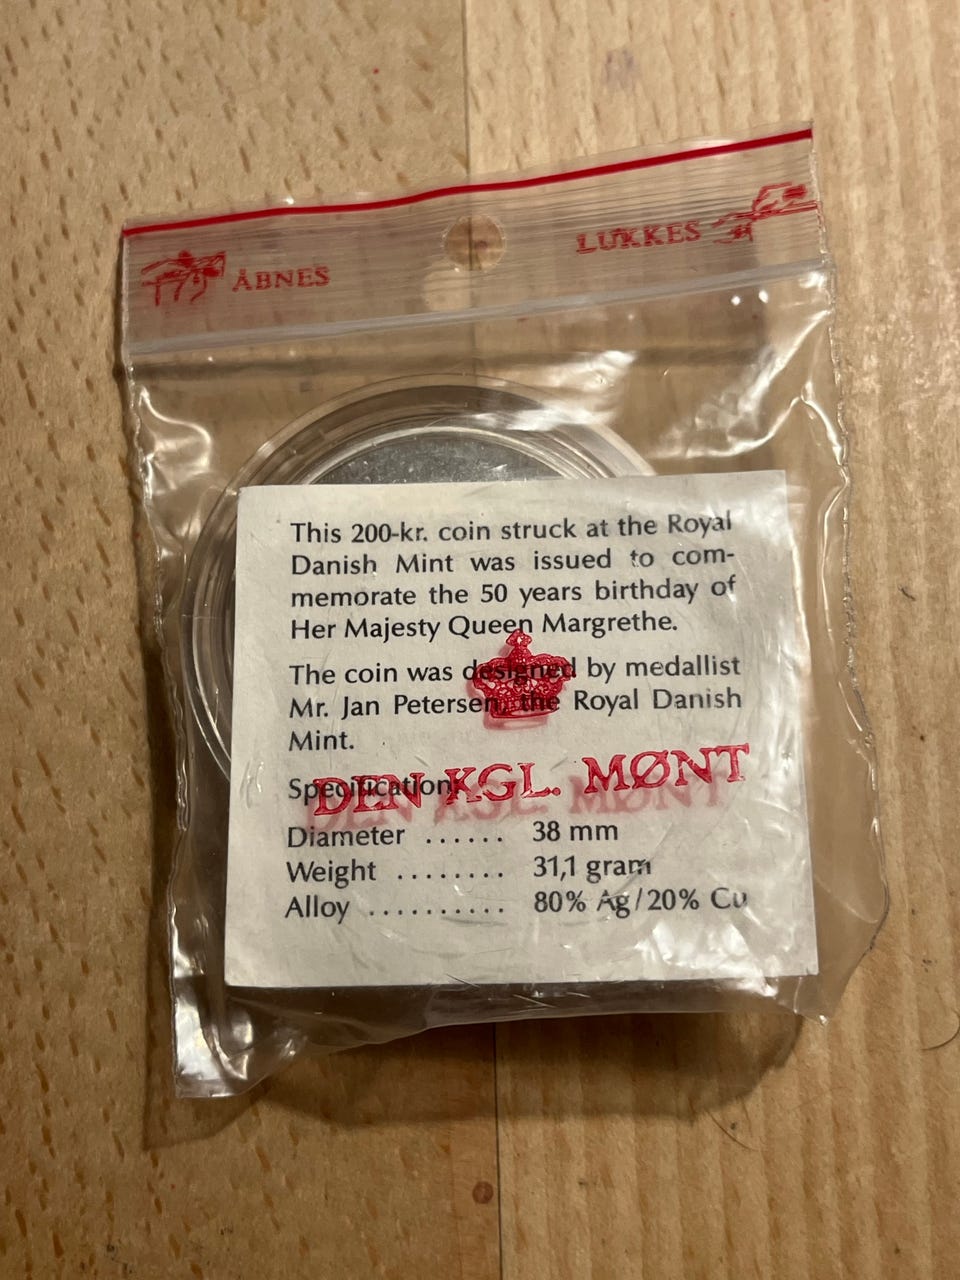 ÅBNES
LUKKES
This 200-kr. coin struck at the Royal
Danish Mint was issued to com-
memorate the 50 years birthday of
Her Majesty Queen Margrethe.
The coin was designed by medallist
Mr. Jan Petersen, the Royal Danish
Mint.
Specification
DEN KGL. MØNT
Diameter ...... 38 mm
Weight ........ 31,1 gram
Alloy .......... 80% Ag/20% Cu